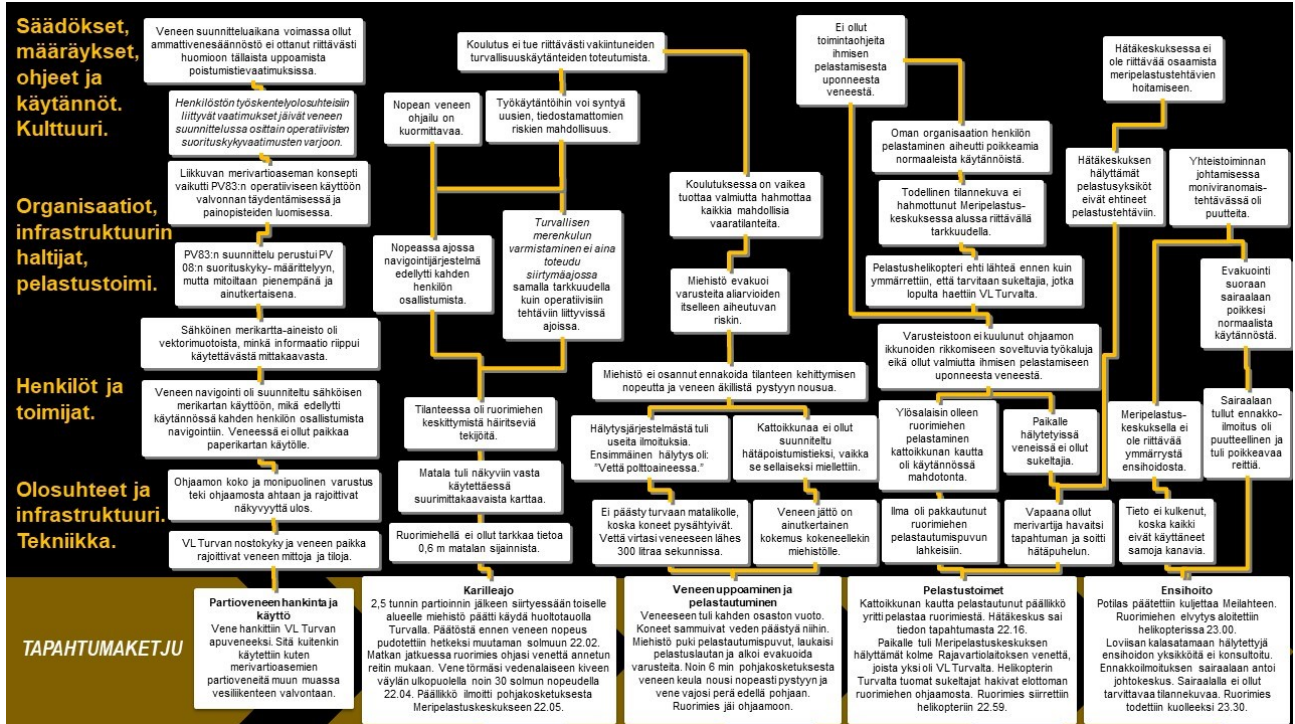 Säädökset,
määräykset,
ohjeet ja
käytännöt.
Kulttuuri.
Organisaatiot,
infrastruktuurin
haltijat,
pelastustoimi.
Henkilöt ja
toimijat.
Olosuhteet ja
infrastruktuuri.
Tekniikka.
TAPAHTUMAKETJU
Veneen suunnitteluaikana voimassa ollut
ammattivenesäännöstö ei ottanut riittävästi
huomioon tällaista uppoamista
poistumistievaatimuksissa.
Henkilöstön työskentelyolosuhteisiin
liittyvät vaatimukset jäivät veneen
suunnittelussa osittain operatiivisten
suorituskykyvaatimusten varjoon.
Liikkuvan merivartioaseman konsepti
vaikutti PV83:n operatiiviseen käyttöön
valvonnan täydentämisessä ja
painopisteiden luomisessa.
PV83:n suunnittelu perustui PV
08:n suorituskyky- määrittelyyn,
mutta mitoiltaan pienempänä ja
ainutkertaisena.
Sähköinen merikartta-aineisto oli
vektorimuotoista, minkä informaatio riippui
käytettävästä mittakaavasta.
Veneen navigointi oli suunniteltu sähköisen
merikartan käyttöön, mikä edellytti
käytännössä kahden henkilön osallistumista
navigointiin. Veneessä ei ollut paikkaa
paperikartan käytölle.
Ohjaamon koko ja monipuolinen varustus
teki ohjaamosta ahtaan ja rajoittivat
näkyvyyttä ulos.
VL Turvan nostokyky ja veneen paikka
rajoittivat veneen mittoja ja tiloja.
Partioveneen hankinta ja
käyttö
Vene hankittiin VL Turvan
apuveneeksi. Sitä kuitenkin
käytettiin kuten
merivartioasemien
partioveneitä muun muassa
vesiliikenteen valvontaan.
Koulutus ei tue riittävästi vakiintuneiden
turvallisuuskäytänteiden toteutumista.
Nopean veneen
ohjailu on
kuormittavaa.
Työkäytäntöihin voi syntyä
uusien, tiedostamattomien
riskien mahdollisuus.
Nopeassa ajossa
navigointijärjestelmä
edellytti kahden
henkilön
osallistumista.
Turvallisen
merenkulun
varmistaminen ei aina
toteudu
siirtymäajossa
samalla tarkkuudella
kuin operatiivisiin
tehtäviin liittyvissä
ajoissa.
Tilanteessa oli ruorimiehen
keskittymistä häiritseviä
tekijöitä.
Matala tuli näkyviin vasta
käytettäessä
suurimittakaavaista karttaa.
Ruorimiehellä ei ollut tarkkaa tietoa
0,6 m matalan sijainnista.
Karilleajo
2,5 tunnin partioinnin jälkeen siirtyessään toiselle
alueelle miehistö päätti käydä huoltotauolla
Turvalla. Päätöstä ennen veneen nopeus
pudotettiin hetkeksi muutaman solmuun 22.02.
Matkan jatkuessa ruorimies ohjasi venettä annetun
reitin mukaan. Vene törmäsi vedenalaiseen kiveen
väylän ulkopuolella noin 30 solmun nopeudella
22.04. Päällikkö ilmoitti pohjakosketuksesta
Meripelastuskeskukseen 22.05.
Koulutuksessa on vaikea
tuottaa valmiutta hahmottaa
kaikkia mahdollisia
vaaratilanteita.
Miehistö evakuoi
varusteita aliarvioiden
itselleen aiheutuvan
riskin.
Miehistö ei osannut ennakoida tilanteen kehittymisen
nopeutta ja veneen äkillistä pystyyn nousua.
Hälytysjärjestelmästä tuli
useita ilmoituksia.
Ensimmäinen hälytys oli:
"Vettä polttoaineessa."
Kattoikkunaa ei ollut
suunniteltu
hätäpoistumistieksi, vaikka
se sellaiseksi miellettiin.
Ei päästy turvaan matalikolle,
koska koneet pysähtyivät.
Vettä virtasi veneeseen lähes
300 litraa sekunnissa.
Veneen jättö on
ainutkertainen
kokemus kokeneellekin
miehistölle.
Veneen uppoaminen ja
pelastautuminen
Veneeseen tuli kahden osaston vuoto.
Koneet sammuivat veden päästyä niihin.
Miehistö puki pelastautumispuvut, laukaisi
pelastuslautan ja alkoi evakuoida
varusteita. Noin 6 min pohjakosketuksesta
veneen keula nousi nopeasti pystyyn ja
vene vajosi perä edellä pohjaan.
Ruorimies jäi ohjaamoon.
Ei ollut
toimintaohjeita
ihmisen
pelastamisesta
uponneesta
veneestä.
Oman organisaation henkilön
pelastaminen aiheutti poikkeamia
normaaleista käytännöistä.
Todellinen tilannekuva ei
hahmottunut Meripelastus-
keskuksessa alussa riittävällä
tarkkuudella.
Pelastushelikopteri ehti lähteä ennen kuin
ymmärrettiin, että tarvitaan sukeltajia, jotka
lopulta haettiin VL Turvalta.
Varusteistoon ei kuulunut ohjaamon
ikkunoiden rikkomiseen soveltuvia työkaluja
eikä ollut valmiutta ihmisen pelastamiseen
uponneesta veneestä.
Ylösalaisin olleen
ruorimiehen
pelastaminen
kattoikkunan kautta
oli käytännössä
mahdotonta.
Paikalle
hälytetyissä
veneissä ei ollut
sukeltajia.
Ilma oli pakkautunut
ruorimiehen
pelastautumispuvun
lahkeisiin.
Vapaana ollut
merivartija havaitsi
tapahtuman ja soitti
hätäpuhelun.
Pelastustoimet
Kattoikkunan kautta pelastautunut päällikkö
yritti pelastaa ruorimiestä. Hätäkeskus sai
tiedon tapahtumasta 22.16.
Paikalle tuli Meripelastuskeskuksen
hälyttämät kolme Rajavartiolaitoksen venettä,
joista yksi oli VL Turvalta. Helikopterin
Turvalta tuomat sukeltajat hakivat elottoman
ruorimiehen ohjaamosta. Ruorimies siirrettiin
helikopteriin 22.59.
Hätäkeskuksessa ei
ole riittävää osaamista
meripelastustehtävien
hoitamiseen.
Hätäkeskuksen
hälyttämät
pelastusyksiköt
eivät ehtineet
pelastustehtäviin.
Yhteistoiminnan
johtamisessa
moniviranomais-
tehtävässä oli
puutteita.
Evakuointi
suoraan
sairaalaan
poikkesi
normaalista
käytännöstä.
Meripelastus-
keskuksella ei
ole riittävää
ymmärrystä
ensihoidosta.
Sairaalaan
tullut ennakko-
ilmoitus oli
puutteellinen ja
tuli poikkeavaa
reittiä.
Tieto ei kulkenut,
koska kaikki
eivät käyttäneet
samoja kanavia.
Ensihoito
Potilas päätettiin kuljettaa Meilahteen.
Ruorimiehen elvytys aloitettiin
helikopterissa 23.00.
Loviisan kalasatamaan hälytettyjä
ensihoidon yksikköitä ei konsultoitu.
Ennakkoilmoituksen sairaalaan antoi
johtokeskus. Sairaalalla ei ollut
tarvittavaa tilannekuvaa. Ruorimies
todettiin kuolleeksi 23.30.